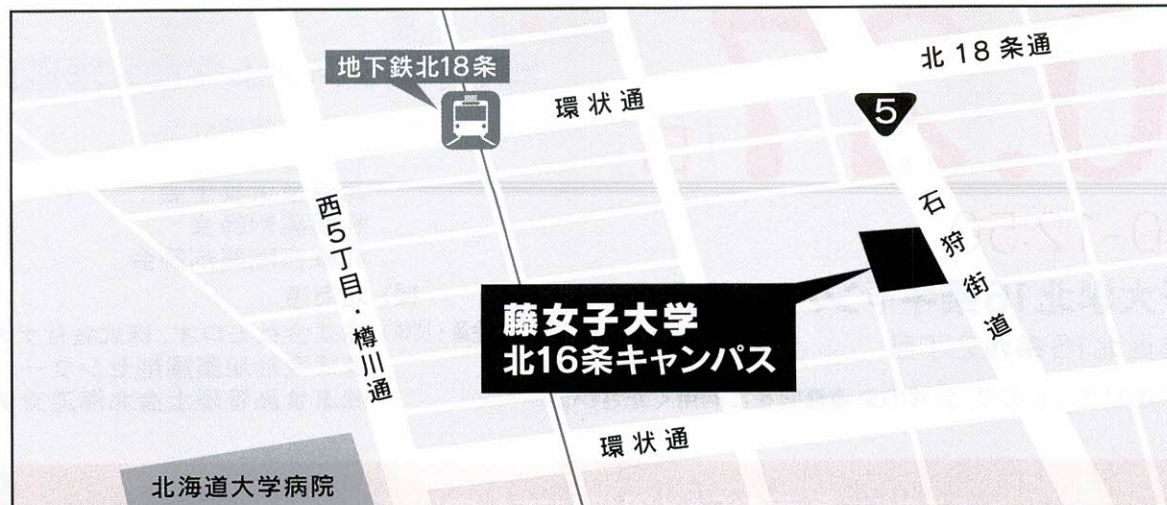 地下鉄北18条
環状通
北18条通
5
西5丁目・樽川通
石狩街道
藤女子大学
北16条キャンパス
環状通
北海道大学病院